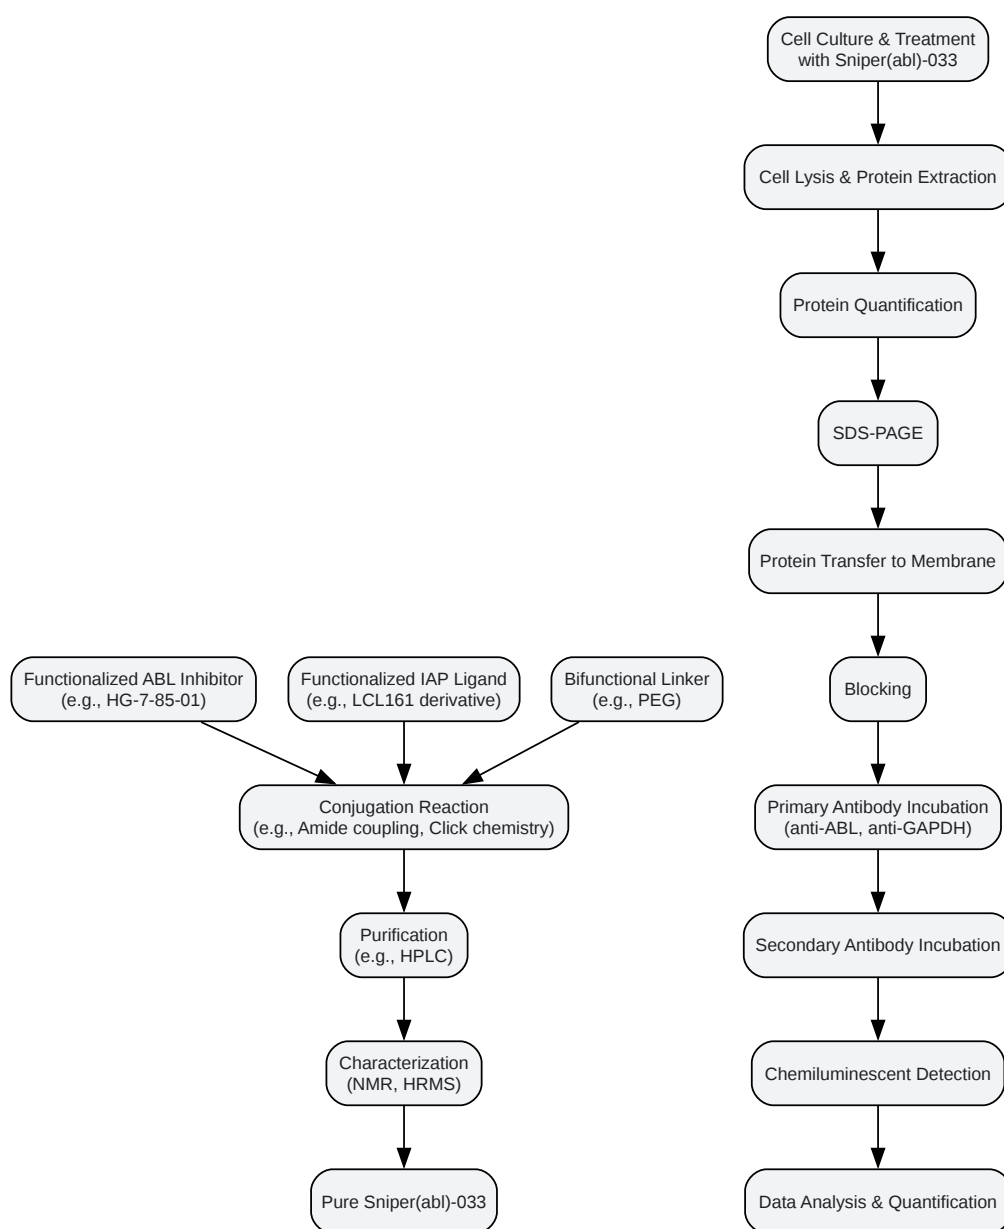 Cell Culture & Treatment
with Sniper(abl)-033
Cell Lysis & Protein Extraction
Protein Quantification
SDS-PAGE
Protein Transfer to Membrane
Functionalized ABL Inhibitor
(e.g., HG-7-85-01)
Functionalized IAP Ligand
(e.g., LCL161 derivative)
Bifunctional Linker
(e.g., PEG)
Blocking
Conjugation Reaction
(e.g., Amide coupling, Click chemistry)
Primary Antibody Incubation
(anti-ABL, anti-GAPDH)
Purification
(e.g., HPLC)
Secondary Antibody Incubation
Characterization
(NMR, HRMS)
Chemiluminescent Detection
Pure Sniper(abl)-033
Data Analysis & Quantification